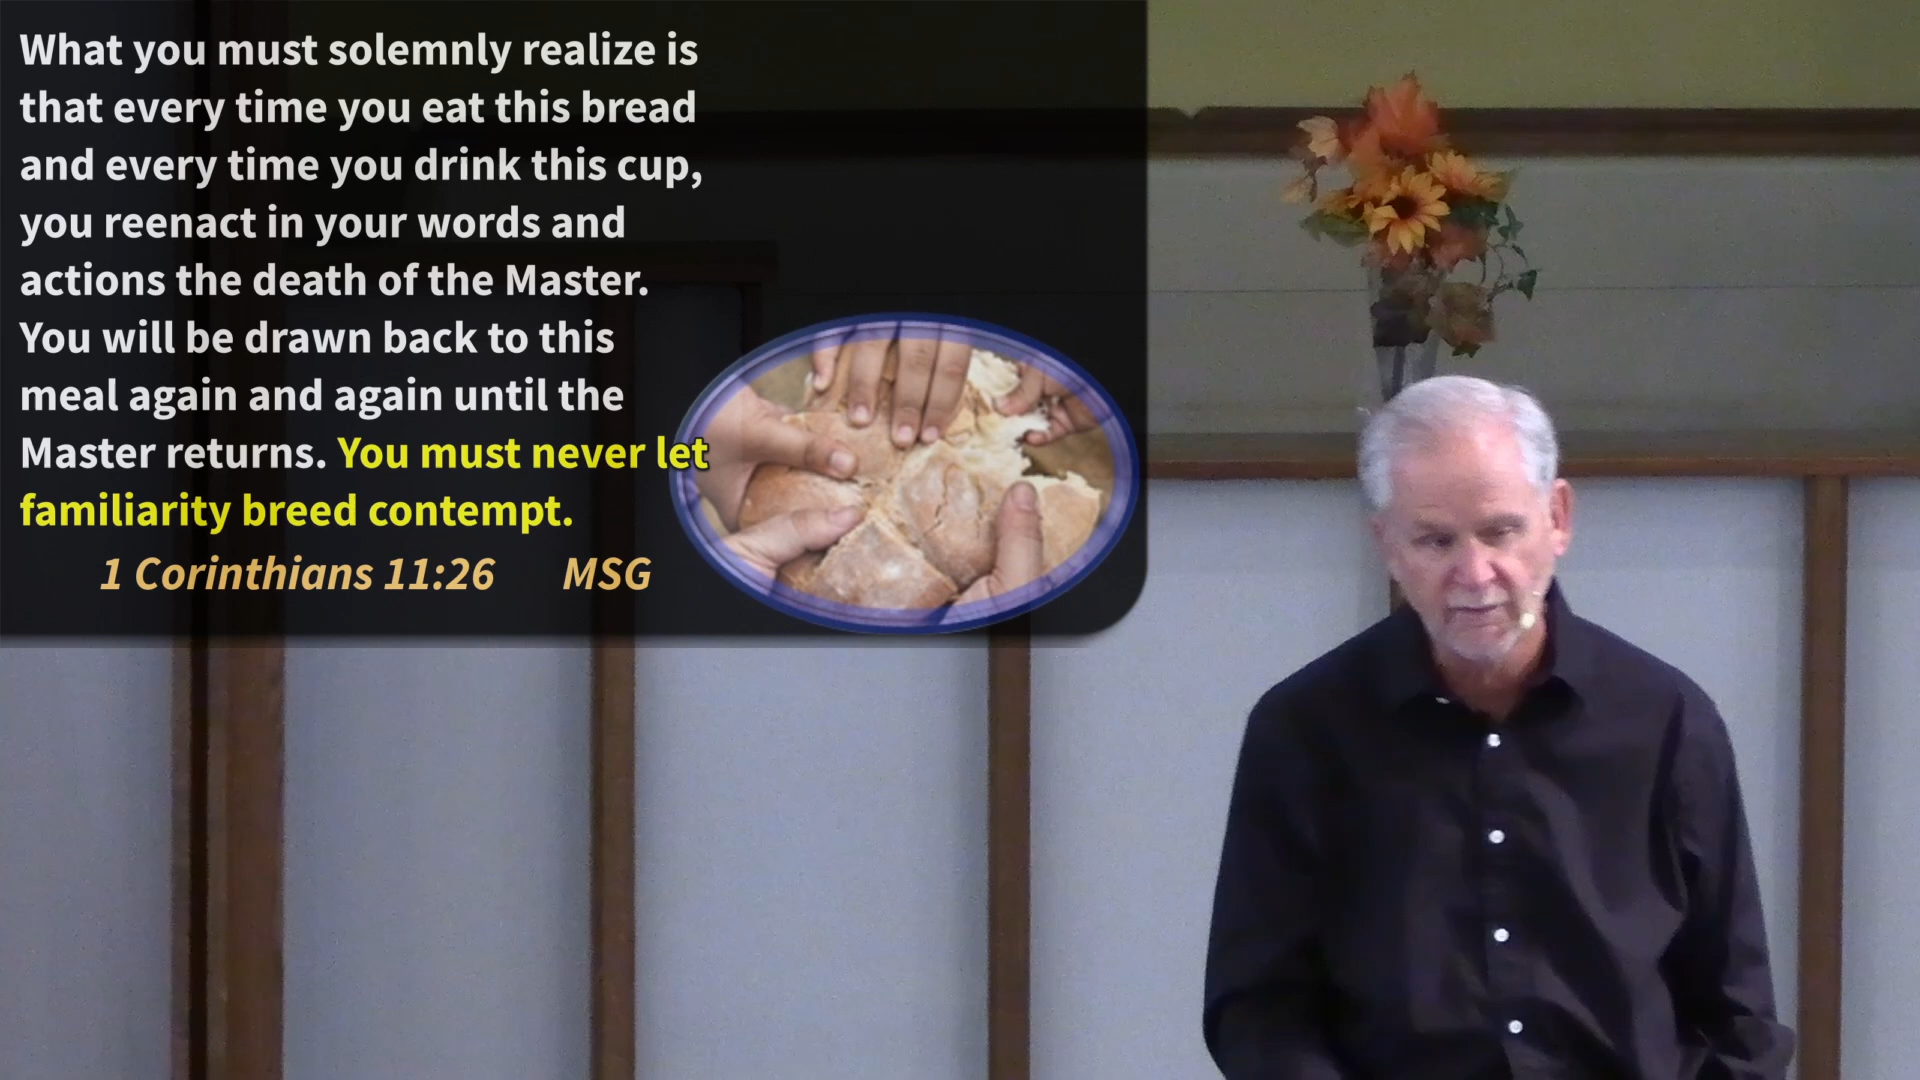 What you must solemnly realize is
that every time you eat this bread
and every time you drink this cup,
you reenact in your words and
actions the death of the Master.
You will be drawn back to this
meal again and again until the
Master returns. You must never let
familiarity breed contempt.
1 Corinthians 11:26 MSG